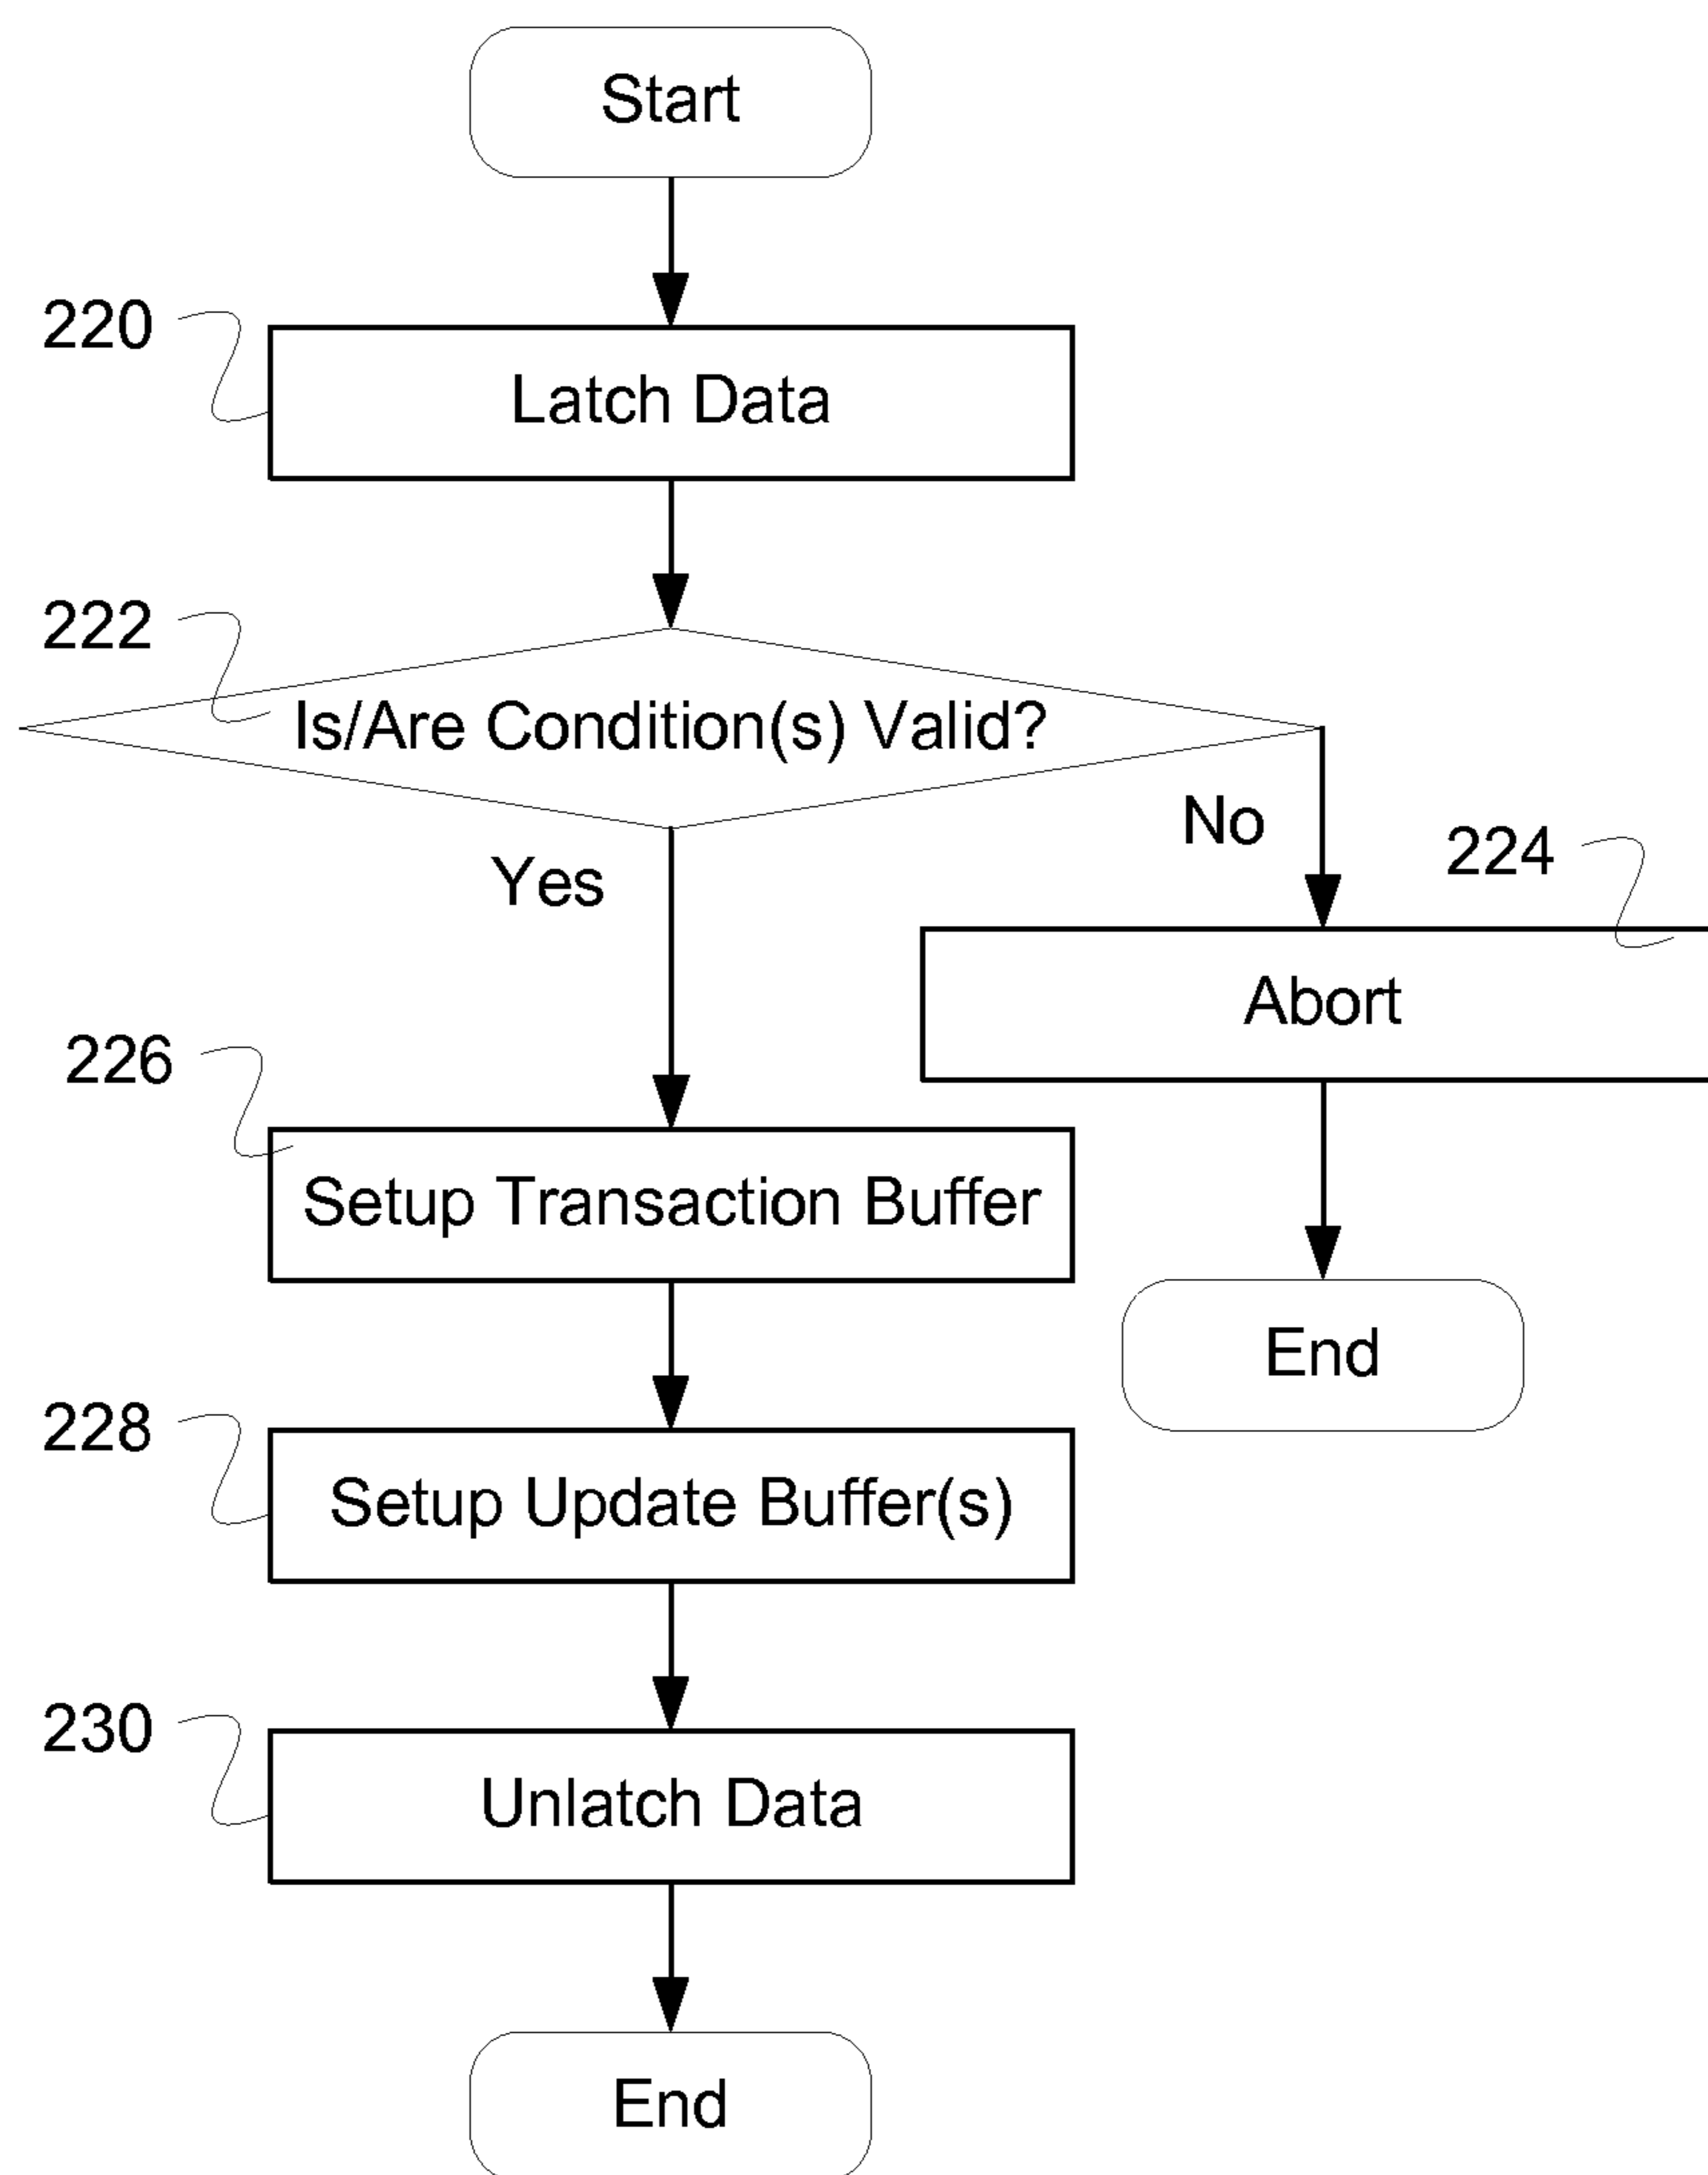 Start
220
Latch Data
222
Is/Are Condition(s) Valid?
No
224
Yes
Abort
226
Setup Transaction Buffer
End
228
Setup Update Buffer(s)
230
Unlatch Data
End